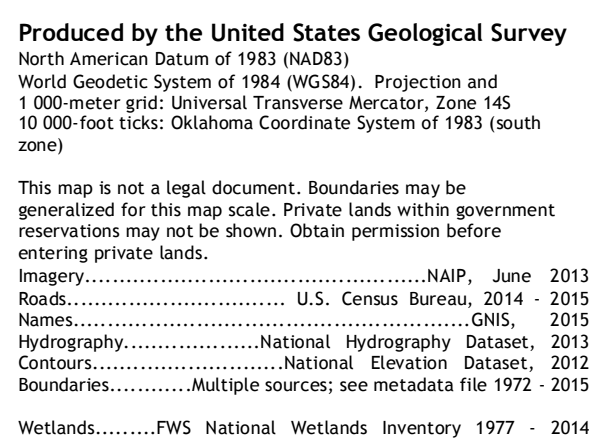 Produced by the United States Geological Survey
North American Datum of 1983 (NAD83)
World Geodetic System of 1984 (WGS84). Projection and
1 000-meter grid: Universal Transverse Mercator, Zone 14S
10 000-foot ticks: Oklahoma Coordinate System of 1983 (south
zone)
This map is not a legal document. Boundaries may be
generalized for this map scale. Private lands within government
reservations may not be shown. Obtain permission before
entering private lands.
Imagery..................................................NAIP, June 2013
Roads................................ U.S. Census Bureau, 2014 - 2015
Names..........................................................GNIS, 2015
Hydrography....................National Hydrography Dataset, 2013
Contours............................National Elevation Dataset, 2012
Boundaries............Multiple sources; see metadata file 1972 - 2015
Wetlands.........FWS National Wetlands Inventory 1977 - 2014